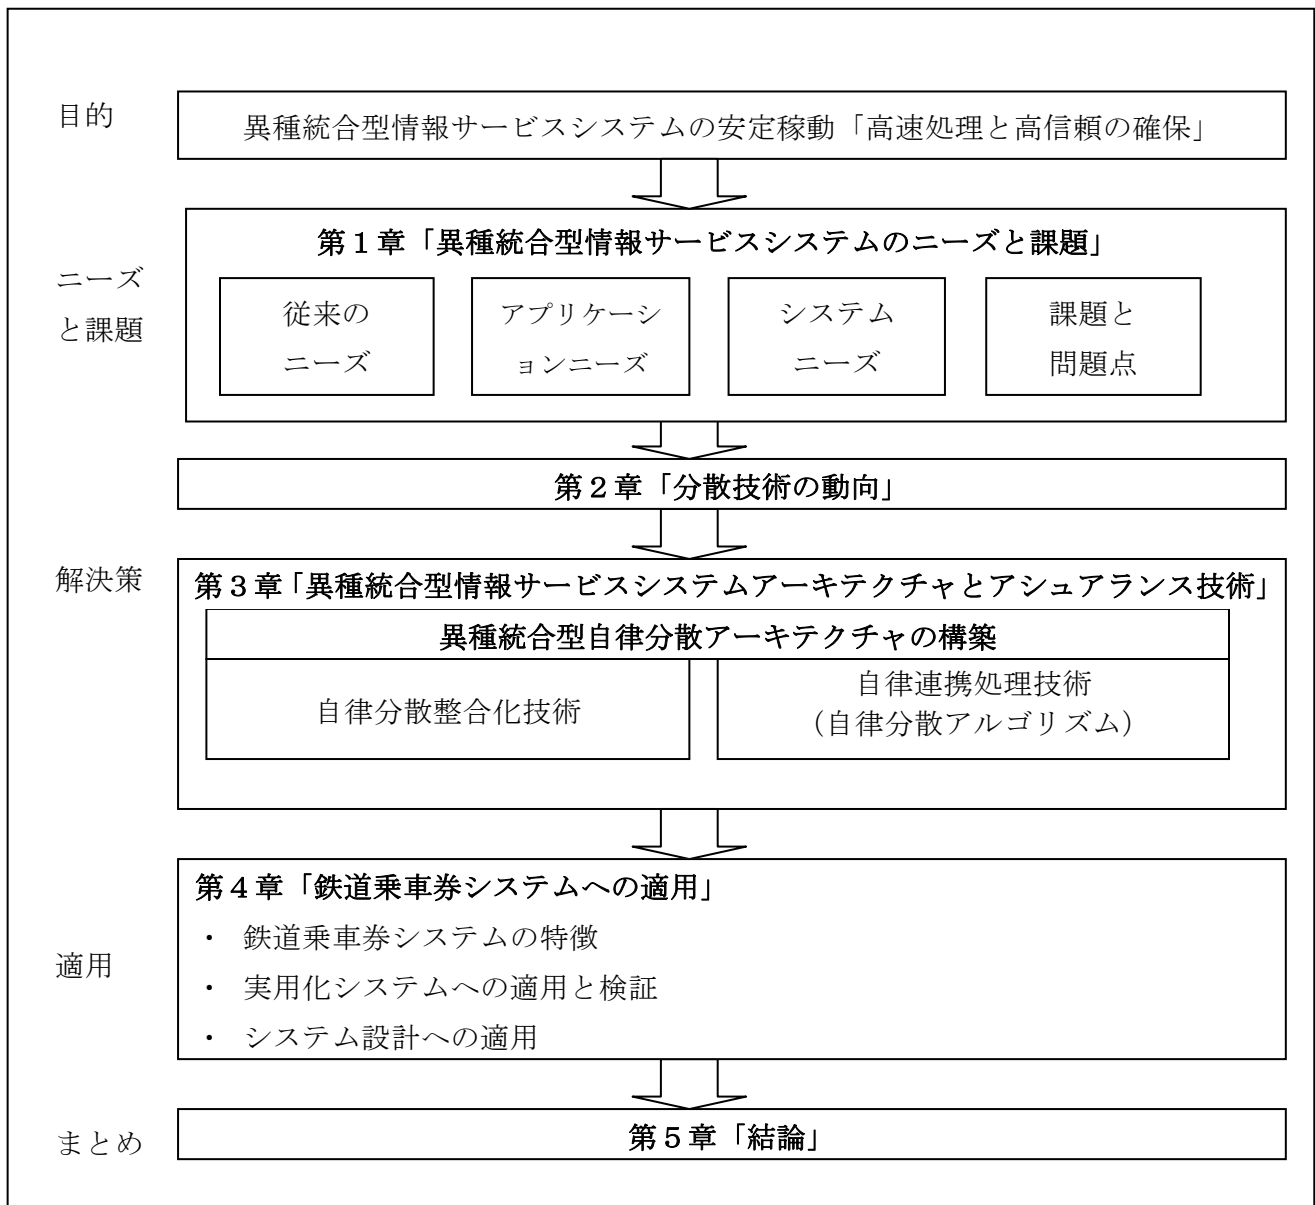 目的
異種統合型情報サービスシステムの安定稼動「高速処理と高信頼の確保」
第１章「異種統合型情報サービスシステムのニーズと課題」
ニーズ
と課題
従来の
ニーズ
アプリケーシ
ョンニーズ
システム
ニーズ
課題と
問題点
第２章「分散技術の動向」
解決策
第３章「異種統合型情報サービスシステムアーキテクチャとアシュアランス技術」
異種統合型自律分散アーキテクチャの構築
自律分散整合化技術
自律連携処理技術
（自律分散アルゴリズム）
第４章「鉄道乗車券システムへの適用」
適用
・ 鉄道乗車券システムの特徴
・ 実用化システムへの適用と検証
・ システム設計への適用
まとめ
第５章「結論」